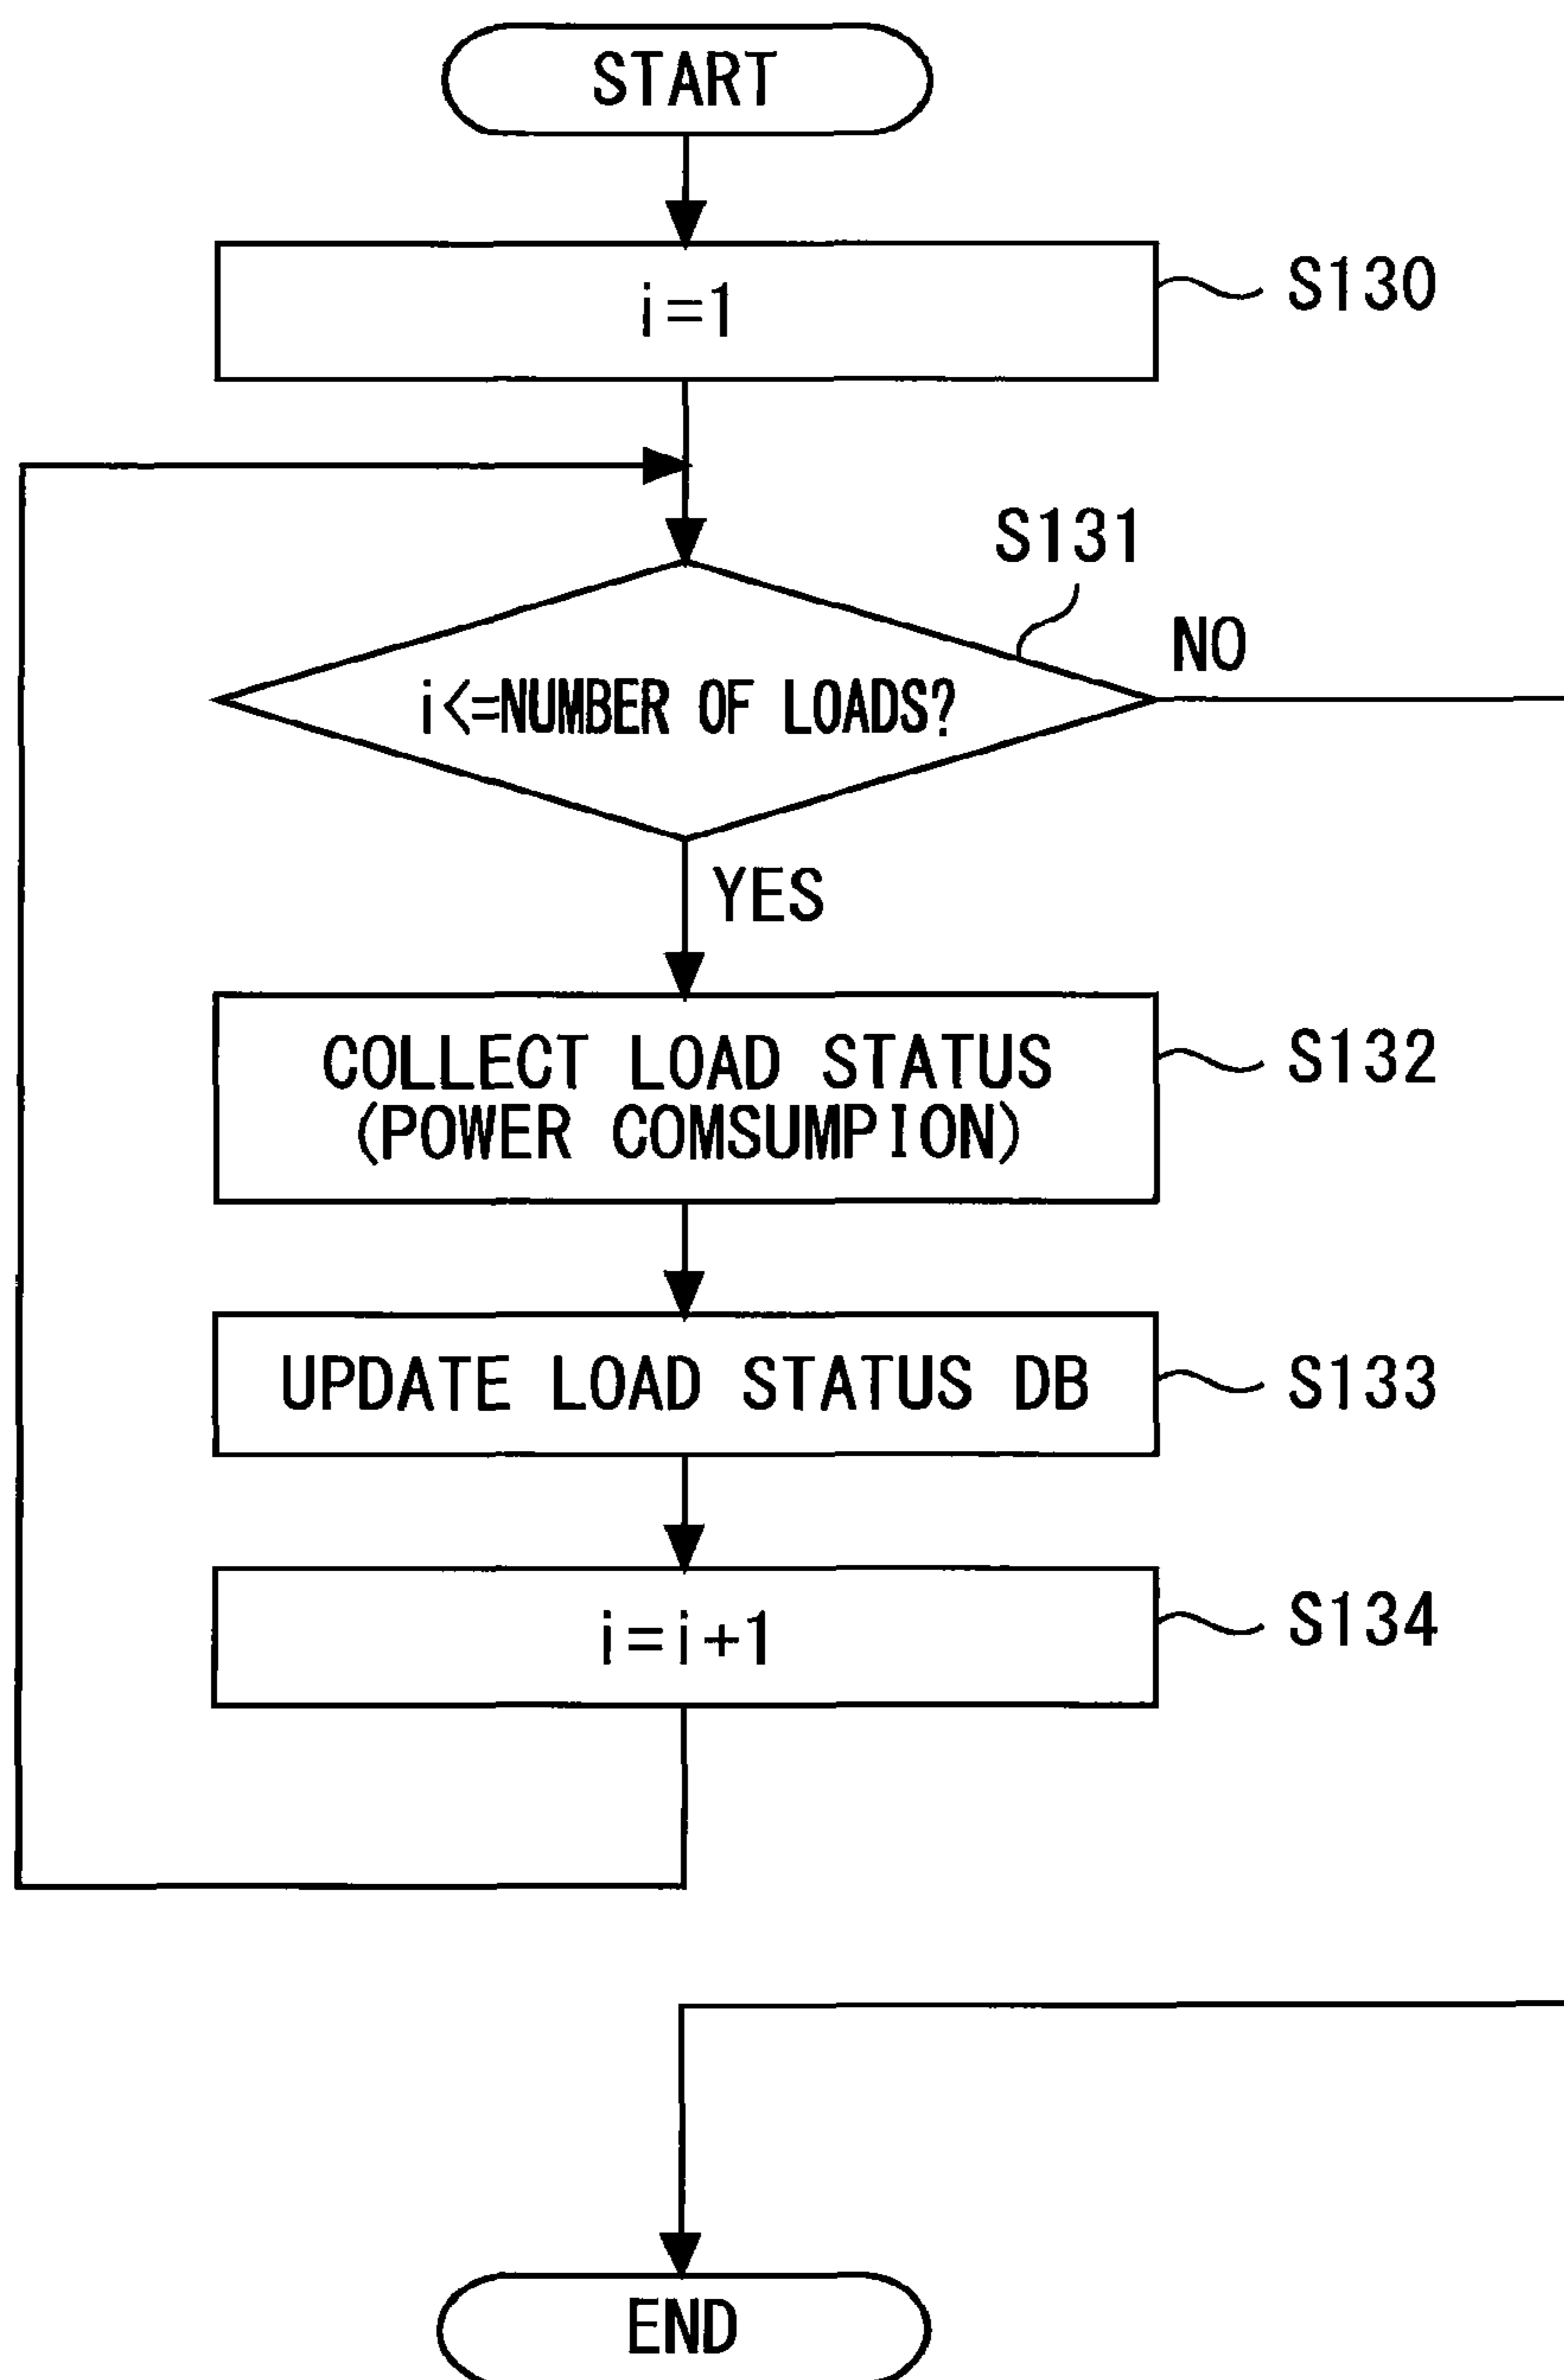 START
i=1
S130
S131
NO
i<=NUMBER OF LOADS?
YES
COLLECT LOAD STATUS
(POWER COMSUMPION)
S132
UPDATE LOAD STATUS DB
S133
i=i+1
S134
END